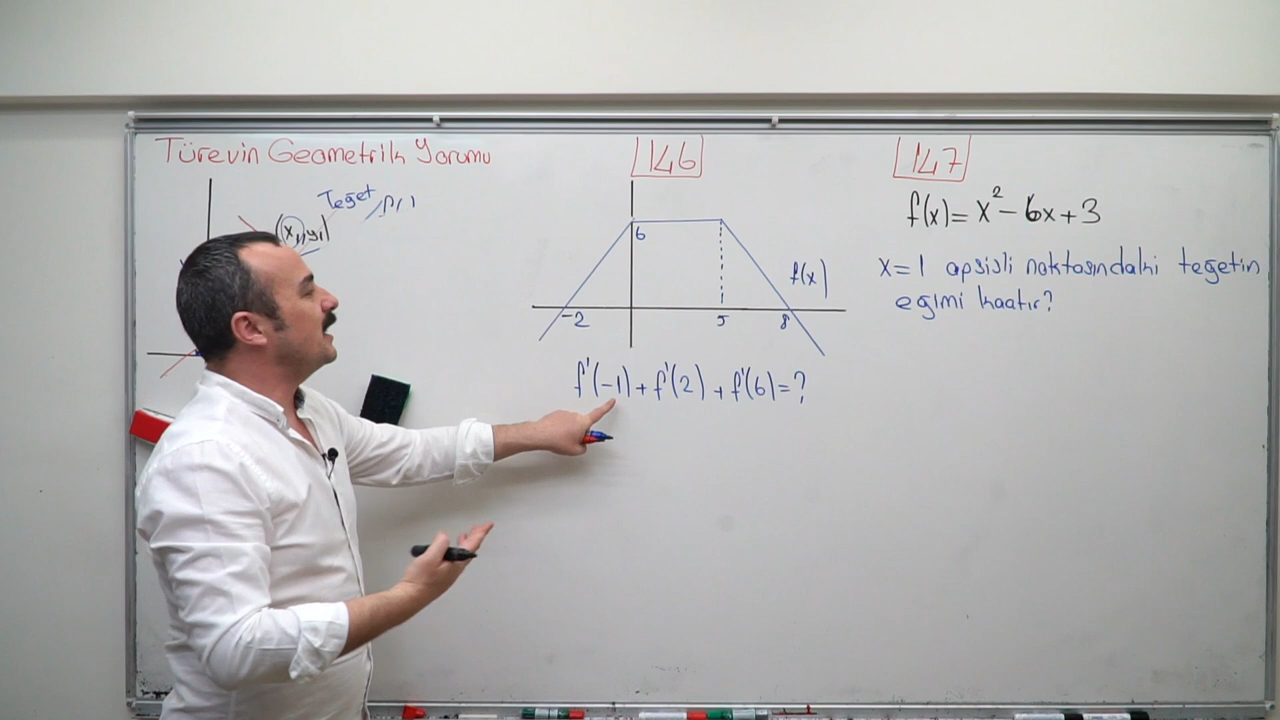 Türevin Geometrik Yorumu
Teğet
(x₁,y₁)
146
6
f(x)
-2 5 8
f'(-1)+f'(2)+f'(6)=?
147
f(x)=x²-6x+3
x=1 apsisli noktasındaki teğetin
eğimi kaçtır?